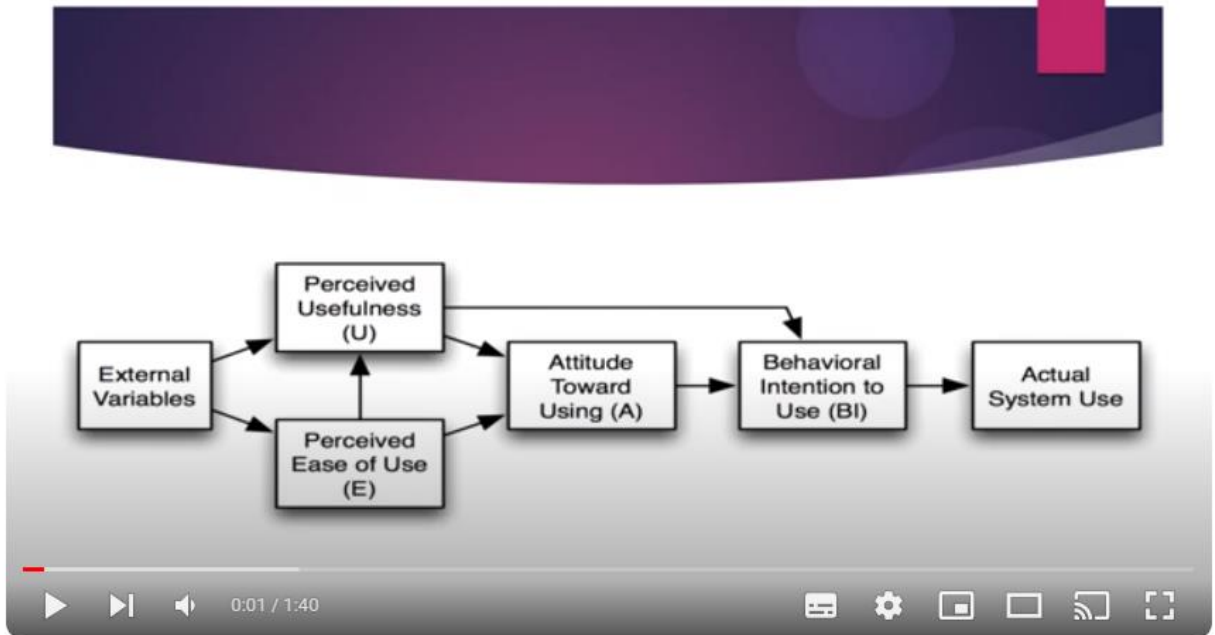 Perceived
Usefulness
(U)
External
Variables
Perceived
Ease of Use
(E)
Attitude
Toward
Using (A)
Behavioral
Intention to
Use (BI)
Actual
System Use
0:01 / 1:40